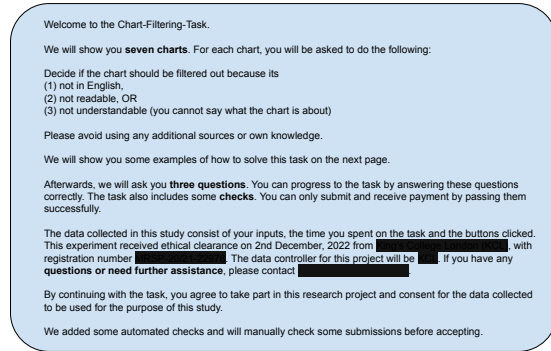 Welcome to the Chart-Filtering-Task.
We will show you seven charts. For each chart, you will be asked to do the following:
Decide if the chart should be filtered out because its
(1) not in English,
(2) not readable, OR
(3) not understandable (you cannot say what the chart is about)
Please avoid using any additional sources or own knowledge.
We will show you some examples of how to solve this task on the next page.
Afterwards, we will ask you three questions. You can progress to the task by answering these questions
correctly. The task also includes some checks. You can only submit and receive payment by passing them
successfully.
The data collected in this study consist of your inputs, the time you spent on the task and the buttons clicked.
This experiment received ethical clearance on 2nd December, 2022 from , with
registration number . The data controller for this project will be . If you have any
questions or need further assistance, please contact .
By continuing with the task, you agree to take part in this research project and consent for the data collected
to be used for the purpose of this study.
We added some automated checks and will manually check some submissions before accepting.